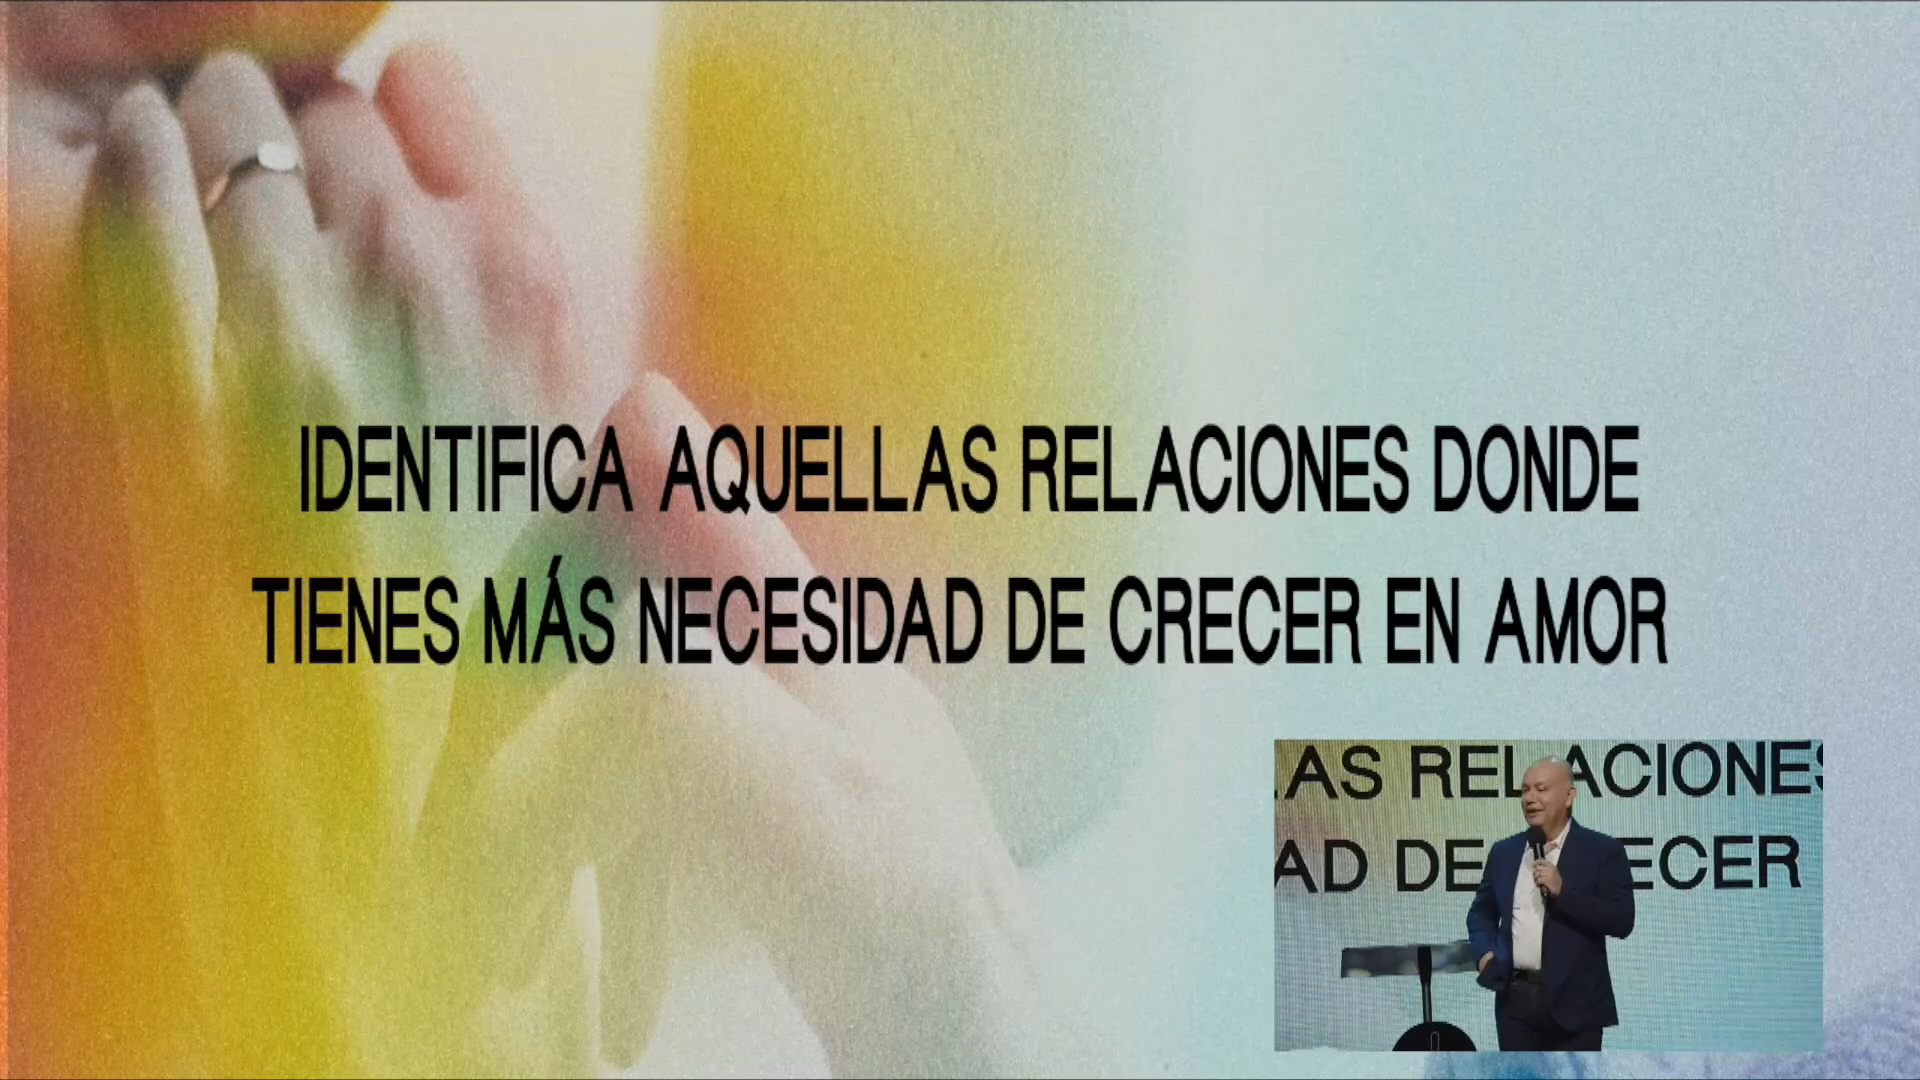 IDENTIFICA AQUELLAS RELACIONES DONDE
TIENES MÁS NECESIDAD DE CRECER EN AMOR
AS RELACIONES
AD DE ECER